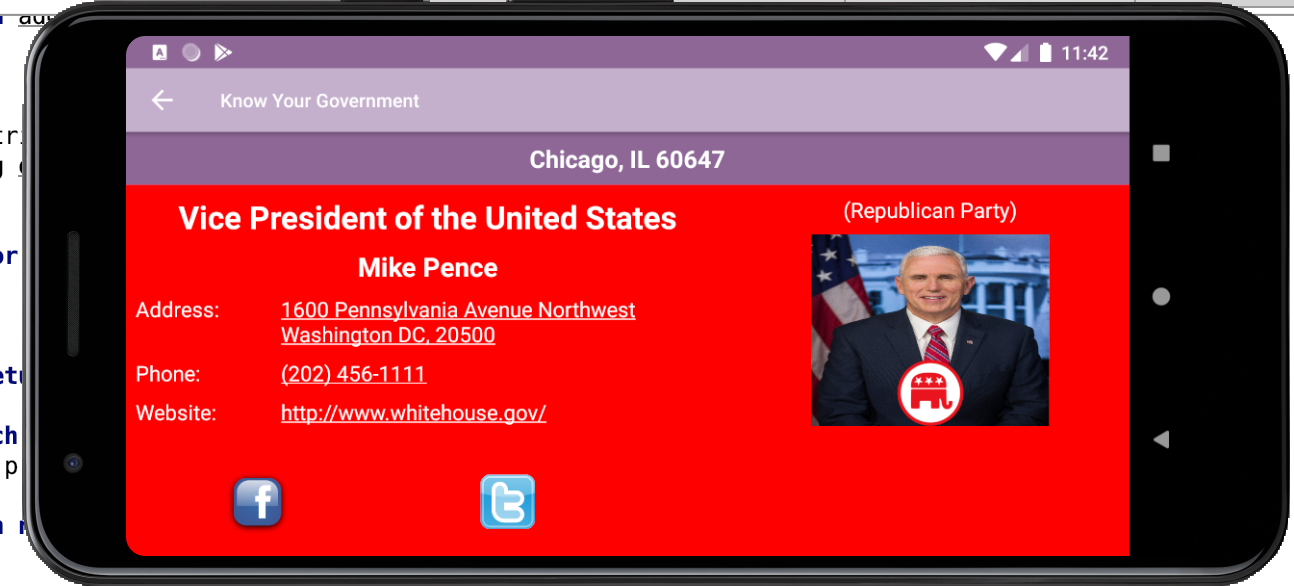 11:42
Know Your Government
Chicago, IL 60647
Vice President of the United States
(Republican Party)
Mike Pence
Address: 1600 Pennsylvania Avenue Northwest
Washington DC, 20500
Phone: (202) 456-1111
Website: http://www.whitehouse.gov/